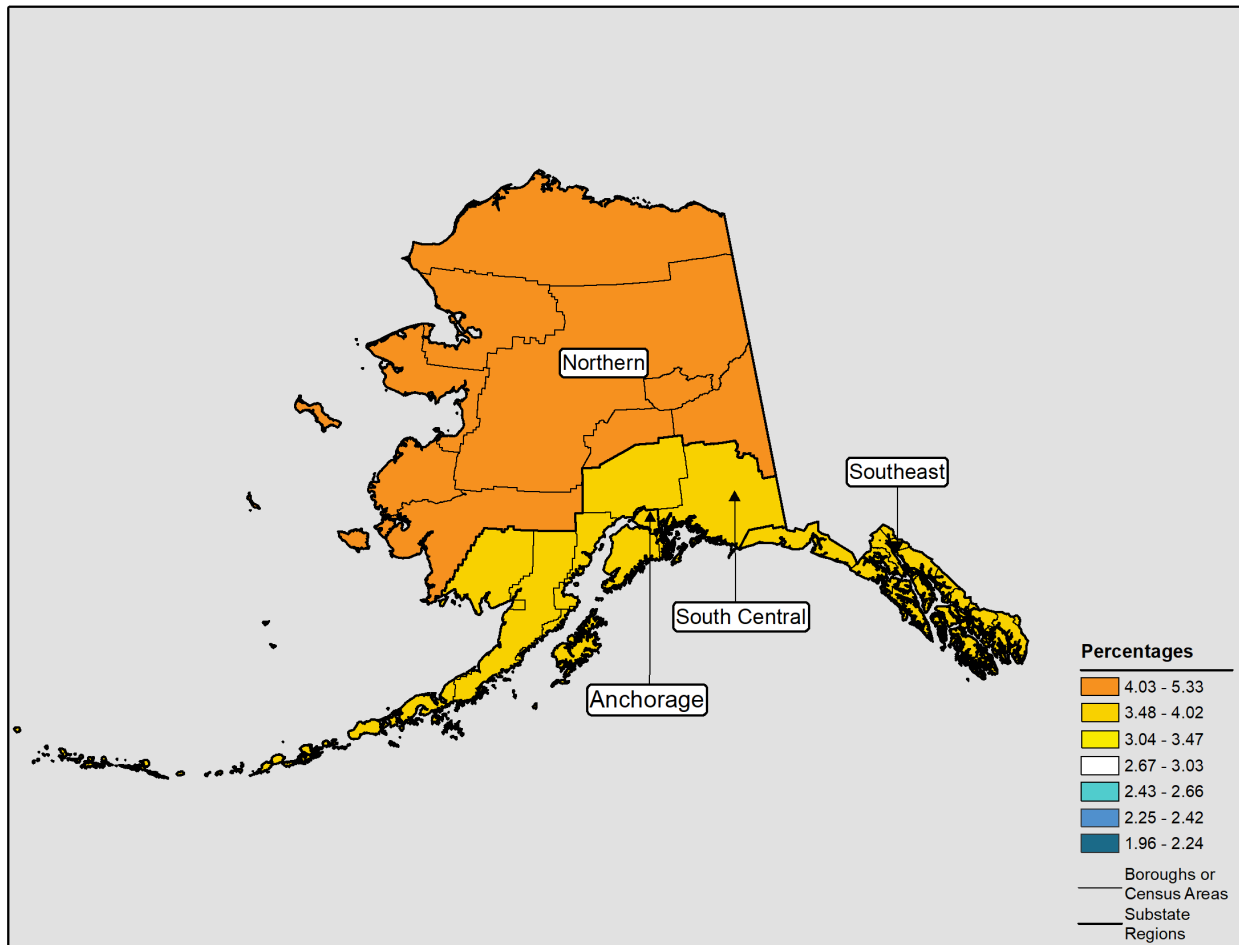 Northern
Southeast
South Central
Anchorage
Percentages
4.03 - 5.33
3.48 - 4.02
3.04 - 3.47
2.67 - 3.03
2.43 - 2.66
2.25 - 2.42
1.96 - 2.24
Boroughs or
Census Areas
Substate
Regions